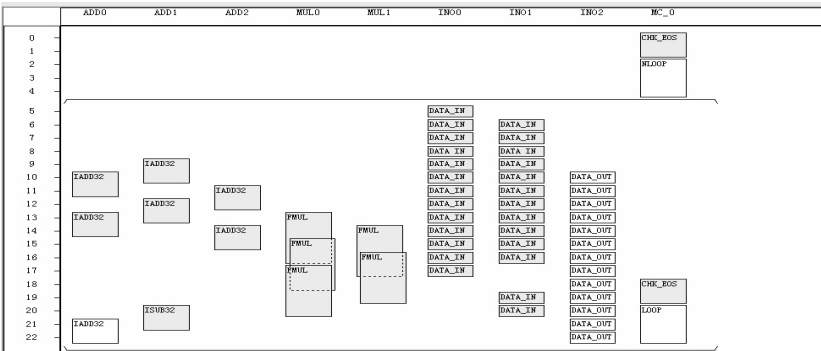 ADD0 ADD1 ADD2 MUL0 MUL1 INO0 INO1 INO2 MC_0
0 CHK_EOS
1
2 NLOOP
3
4
5 DATA_IN
6 DATA_IN DATA_IN
7 DATA_IN DATA_IN
8 DATA_IN DATA_IN
9 IADD32 DATA_IN DATA_IN
10 IADD32 DATA_IN DATA_IN DATA_OUT
11 IADD32 DATA_IN DATA_IN DATA_OUT
12 IADD32 DATA_IN DATA_IN DATA_OUT
13 IADD32 FMUL DATA_IN DATA_IN DATA_OUT
14 IADD32 FMUL DATA_IN DATA_IN DATA_OUT
15 FMUL DATA_IN DATA_IN DATA_OUT
16 FMUL DATA_IN DATA_IN DATA_OUT
17 FMUL DATA_IN DATA_OUT
18 DATA_OUT CHK_EOS
19 DATA_IN DATA_OUT
20 ISUB32 DATA_IN DATA_OUT LOOP
21 IADD32 DATA_OUT
22 DATA_OUT